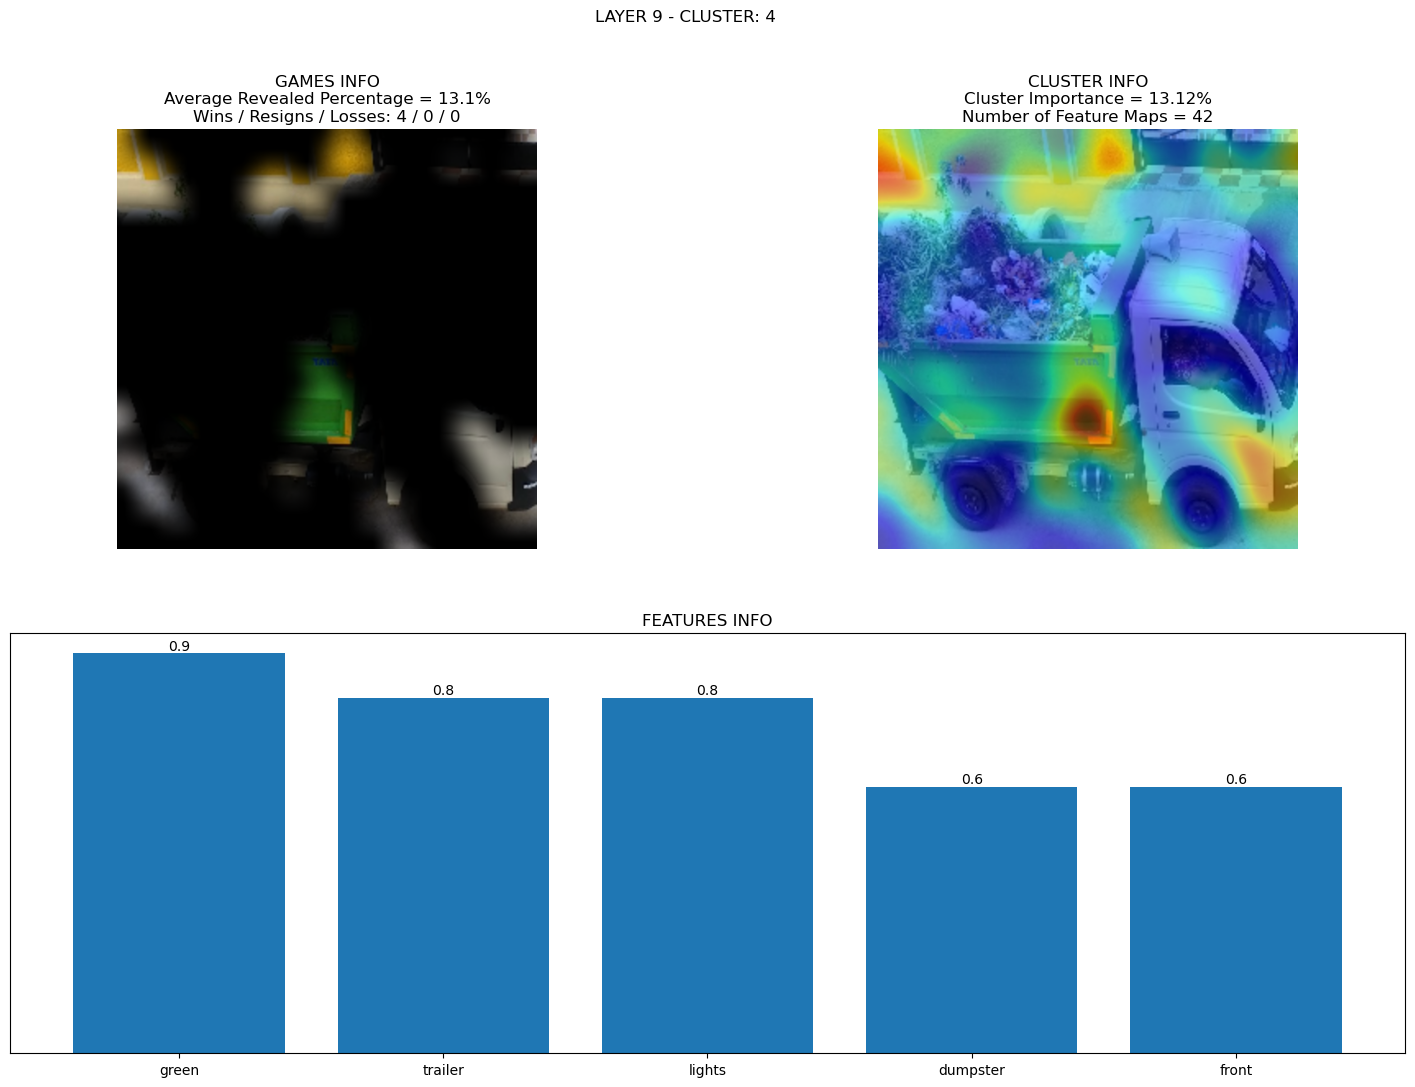 LAYER 9 - CLUSTER: 4
GAMES INFO
Average Revealed Percentage = 13.1%
Wins / Resigns / Losses: 4 / 0 / 0
CLUSTER INFO
Cluster Importance = 13.12%
Number of Feature Maps = 42
FEATURES INFO
0.9
0.8
0.8
0.6
0.6
green
trailer
lights
dumpster
front